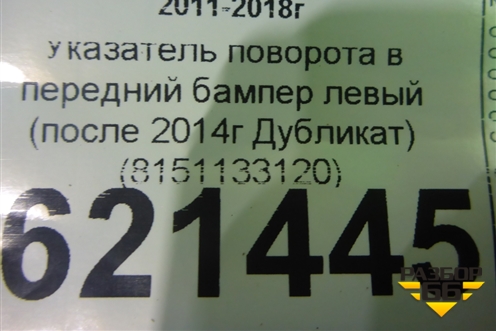 2011-2018г
указатель поворота в
передний бампер левый
(после 2014г Дубликат)
(8151133120)
621445
РАЗБОР
66